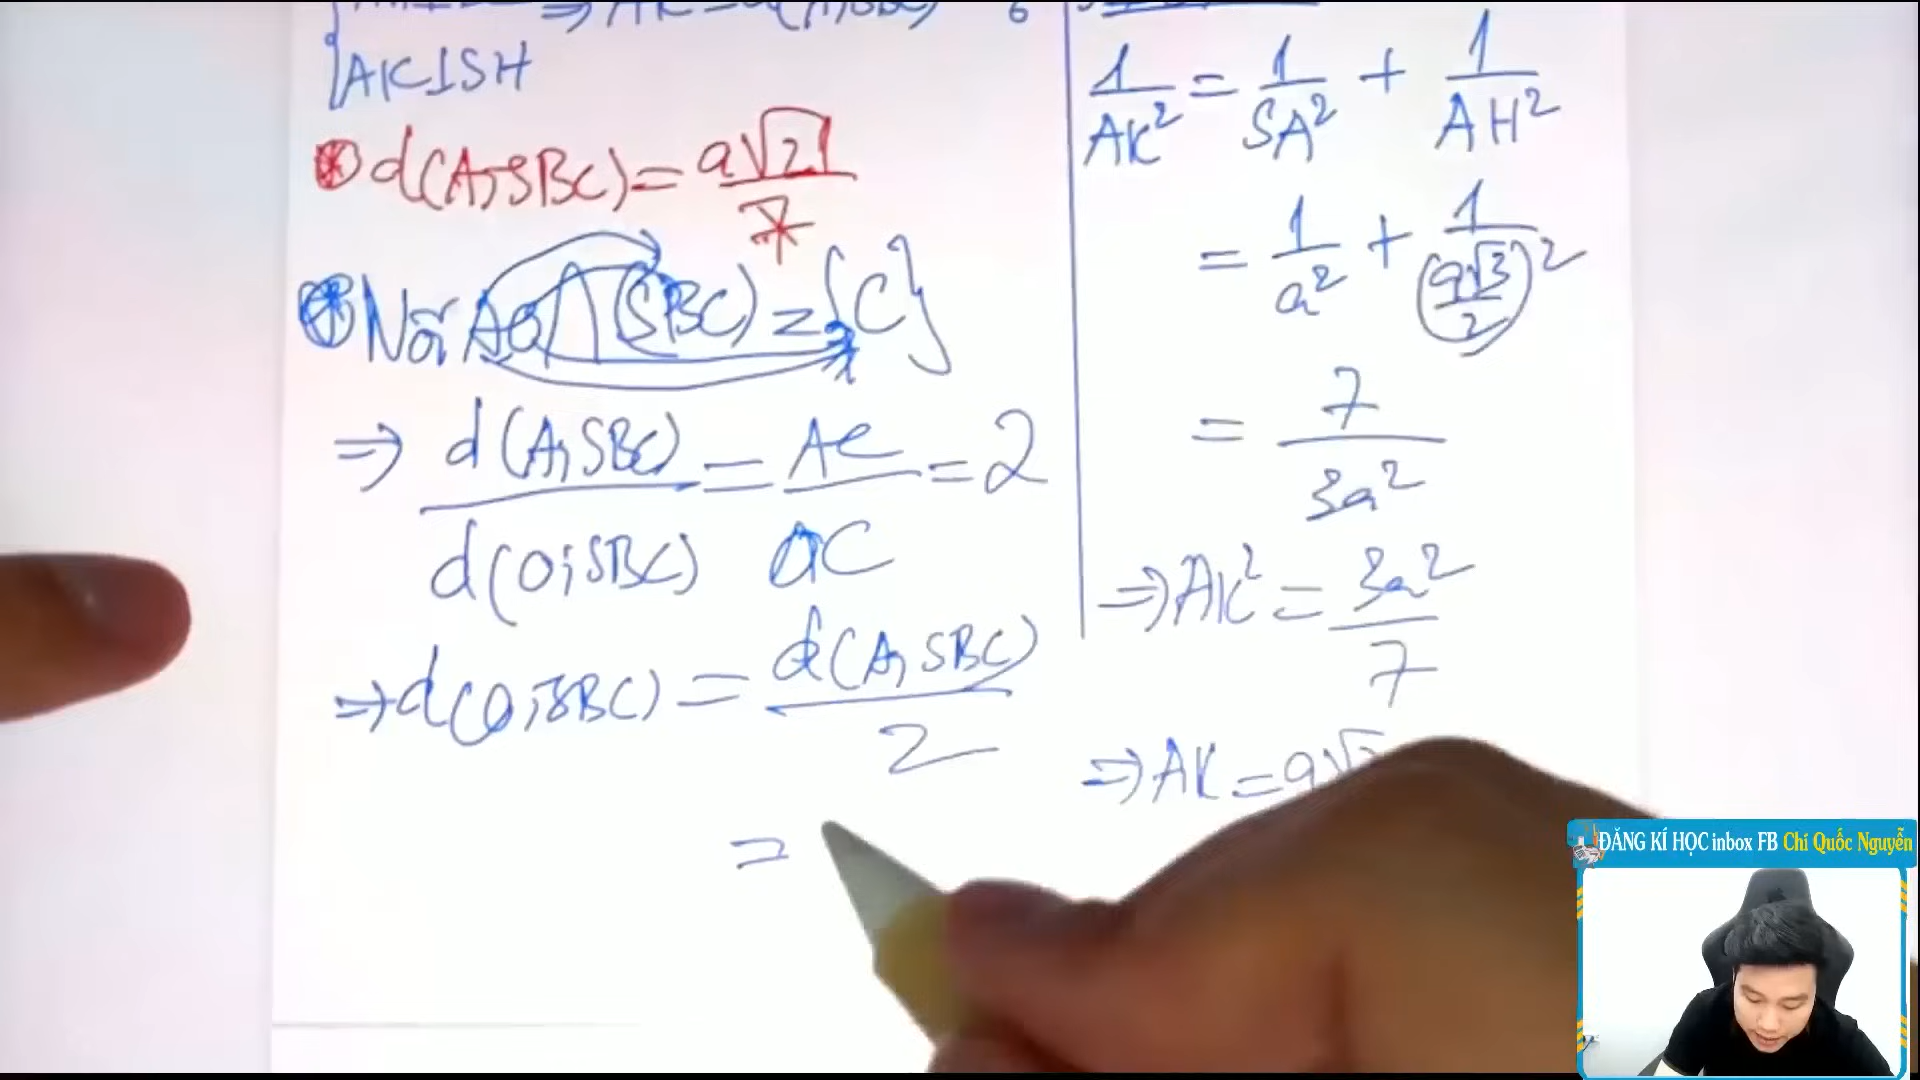 AK⊥SH
d(A;SBC) = a√21/7
Nối AO ∩ (SBC) = {C}
⇒ d(A;SBC)/d(O;SBC) = AC/OC = 2
⇒ d(O;SBC) = d(A;SBC)/2
=
1/AK² = 1/SA² + 1/AH²
= 1/a² + 1/(a√3/2)²
= 7/3a²
⇒ AK² = 3a²/7
⇒ AK = a√
ĐĂNG KÍ HỌC inbox FB Chí Quốc Nguyễn